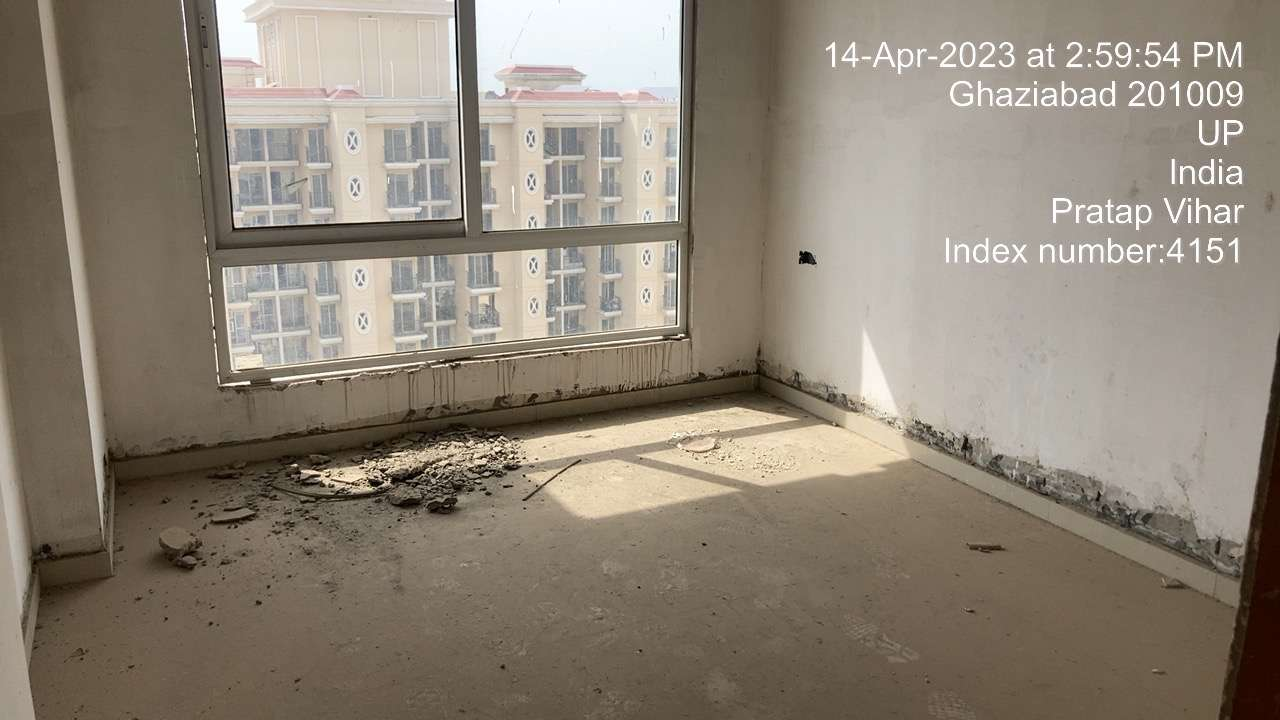 14-Apr-2023 at 2:59:54 PM
Ghaziabad 201009
UP
India
Pratap Vihar
Index number:4151